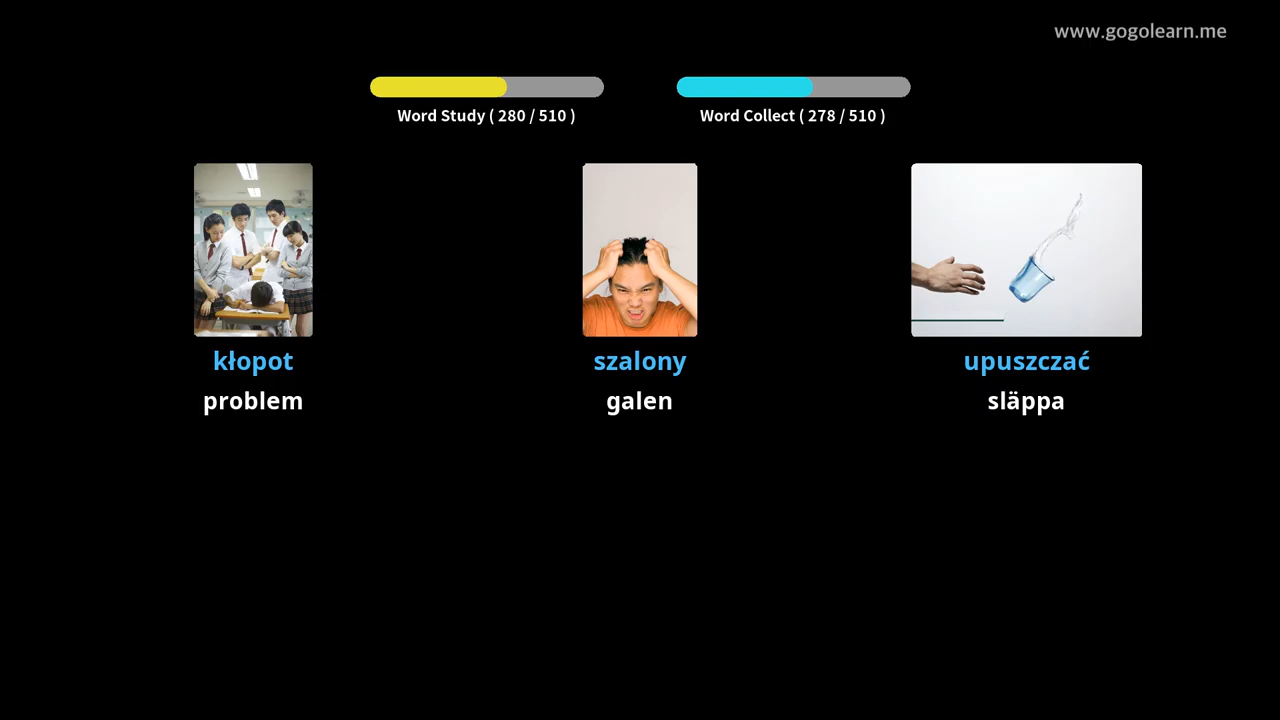 www.gogolearn.me
Word Study ( 280 / 510 )
Word Collect ( 278 / 510 )
kłopot
problem
szalony
galen
upuszczać
släppa